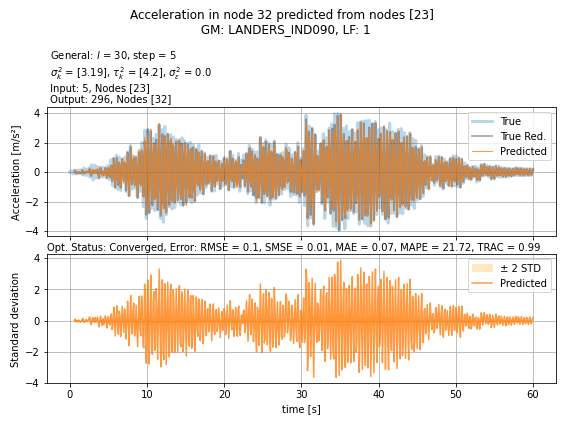 Acceleration in node 32 predicted from nodes [23]
GM: LANDERS_IND090, LF: 1
General: l = 30, step = 5
σ²ₖ = [3.19], τ²ₖ = [4.2], σ²ε = 0.0
Input: 5, Nodes [23]
Output: 296, Nodes [32]
Acceleration [m/s²]
4
2
0
−2
−4
True
True Red.
Predicted
Opt. Status: Converged, Error: RMSE = 0.1, SMSE = 0.01, MAE = 0.07, MAPE = 21.72, TRAC = 0.99
Standard deviation
4
2
0
−2
−4
± 2 STD
Predicted
0 10 20 30 40 50 60
time [s]